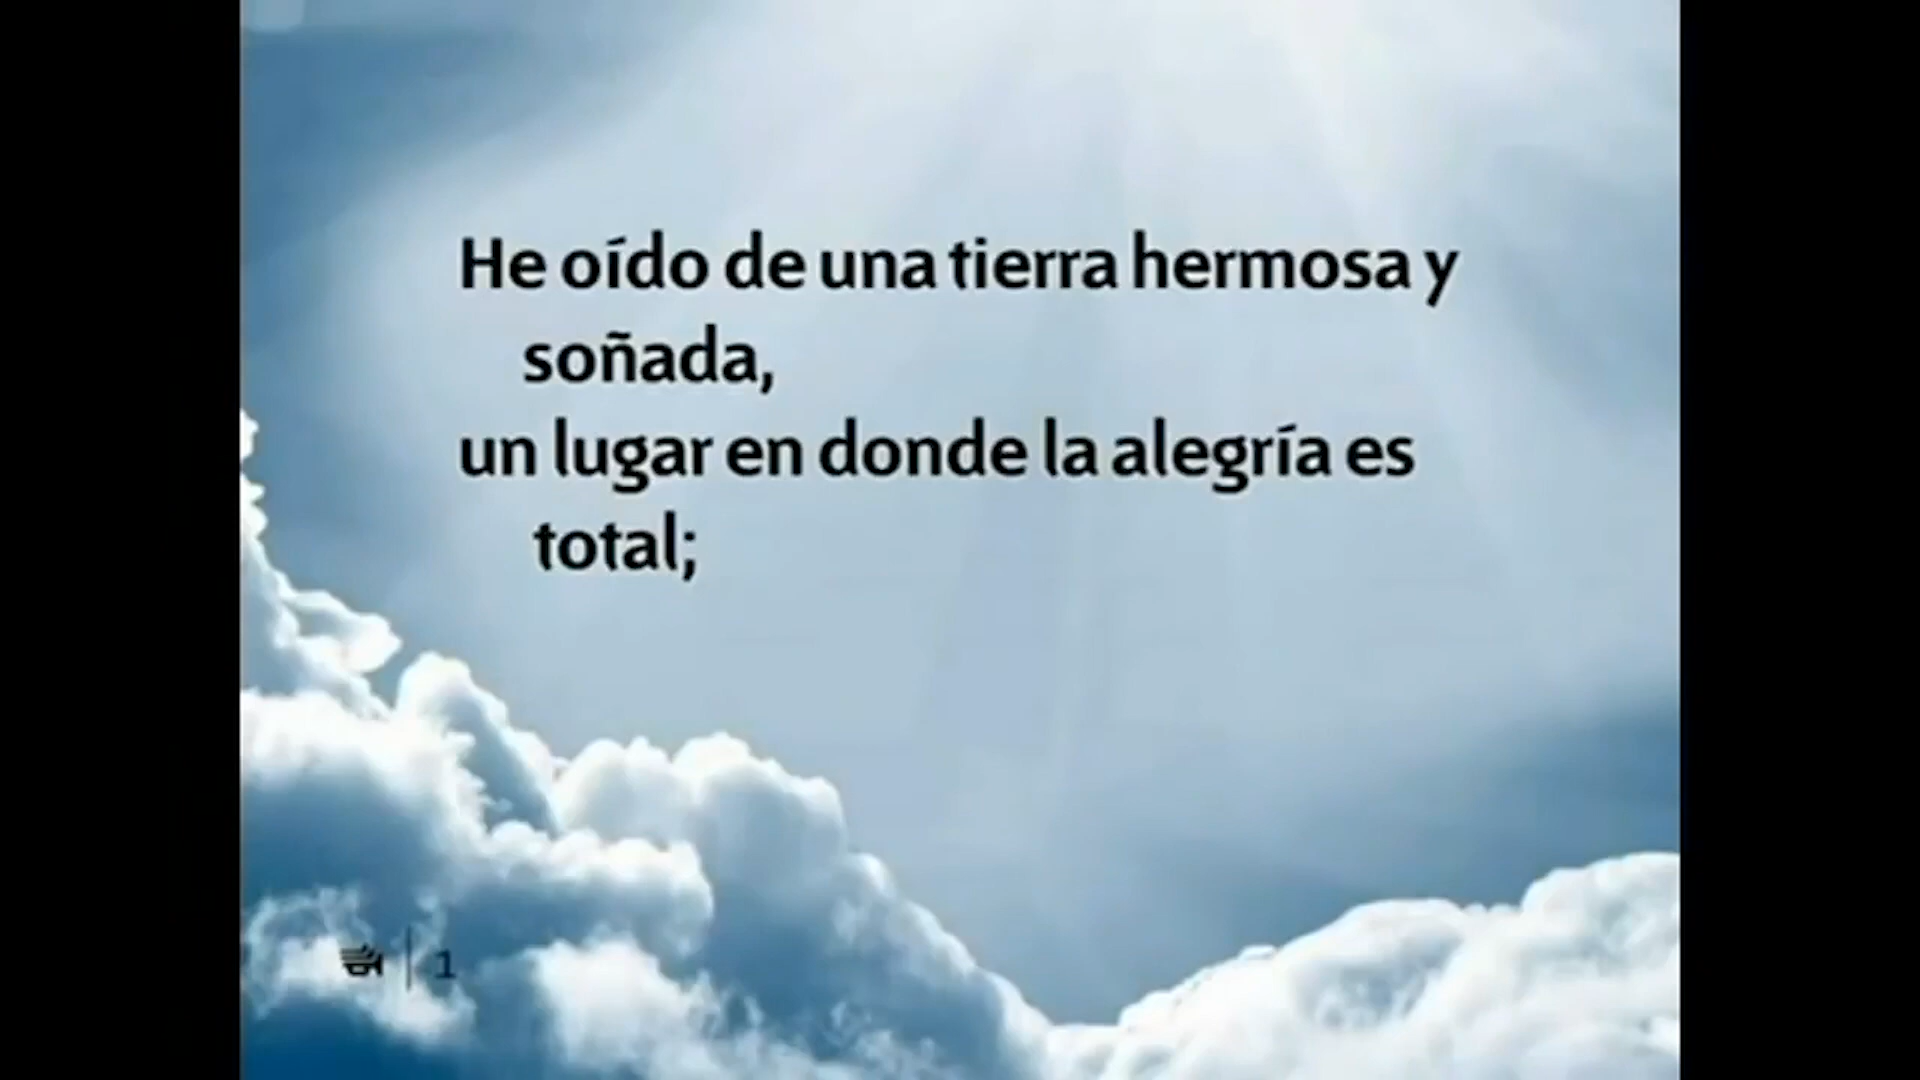 He oído de una tierra hermosa y
soñada,
un lugar en donde la alegría es
total;
1